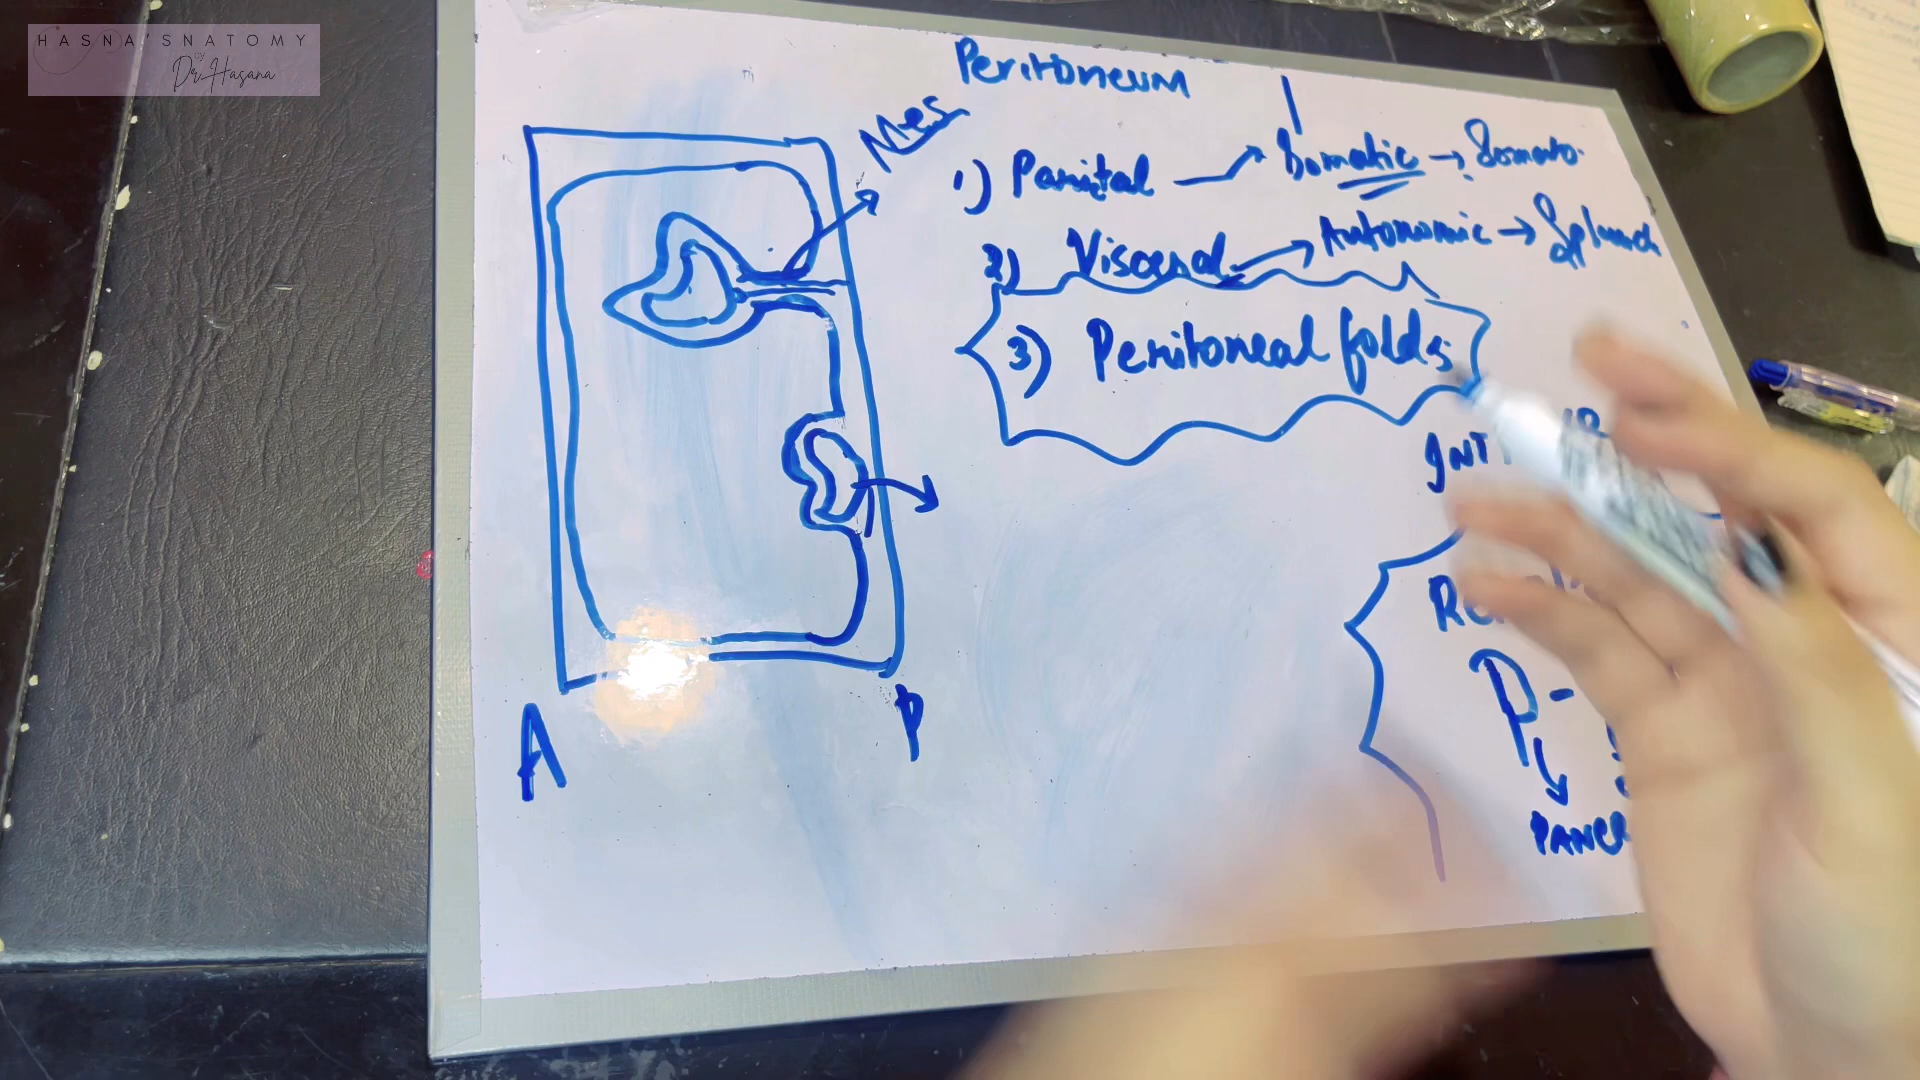 HASNA'SNATOMY
BY
Dr.Hasana
Peritoneum
Mes
1) Parital → Somatic → Somato.
2) Visceral → Autonomic → Splanch
3) Peritoneal folds
INT
P-
PANCR
A
P